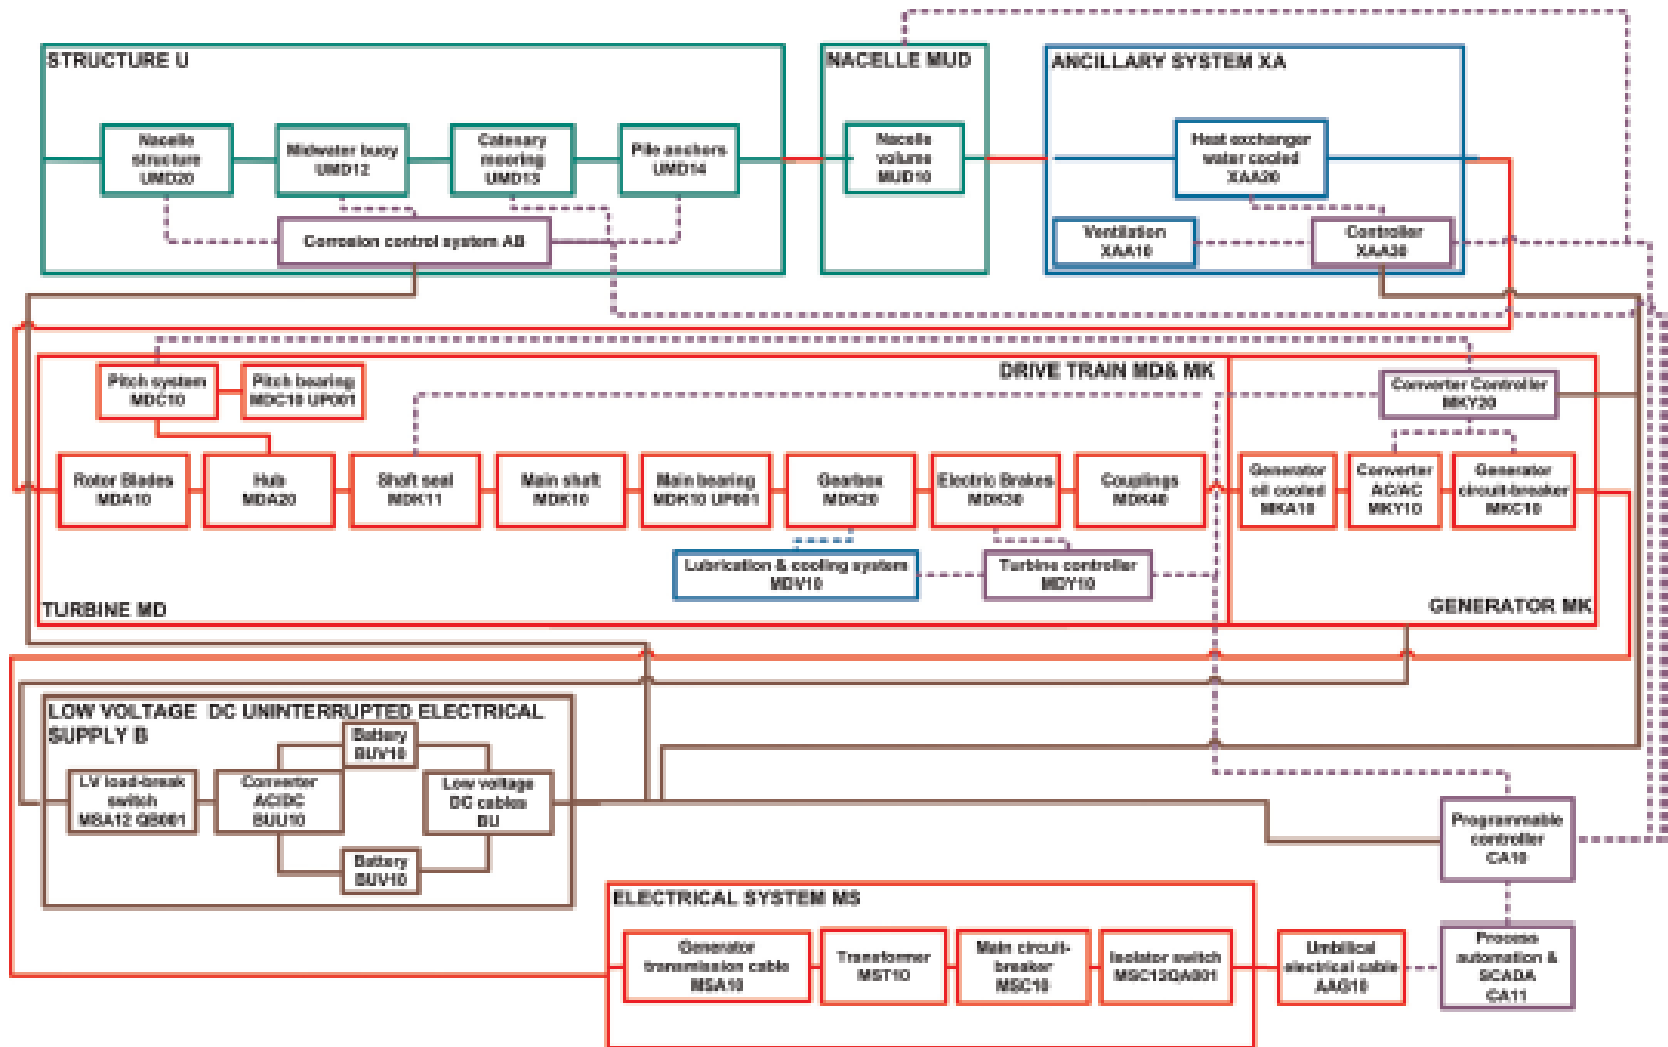 STRUCTURE U
NACELLE MUD
ANCILLARY SYSTEM XA
Nacelle
structure
UMD20
Midwater buoy
UMD12
Catenary
mooring
UMD13
Pile anchors
UMD14
Nacelle
volume
MUD10
Heat exchanger
water cooled
XAA20
Corrosion control system AB
Ventilation
XAA10
Controller
XAA30
DRIVE TRAIN MD& MK
Pitch system
MDC10
Pitch bearing
MDC10 UP001
Converter Controller
MKY20
Rotor Blades
MDA10
Hub
MDA20
Shaft seal
MDK11
Main shaft
MDK10
Main bearing
MDK10 UP001
Gearbox
MDK20
Electric Brakes
MDK30
Couplings
MDK40
Generator
oil cooled
MKA10
Converter
AC/AC
MKY10
Generator
circuit-breaker
MKC10
Lubrication & cooling system
MDV10
Turbine controller
MDY10
TURBINE MD
GENERATOR MK
LOW VOLTAGE DC UNINTERRUPTED ELECTRICAL
SUPPLY B
Battery
BUV10
LV load-break
switch
MSA12 QB001
Converter
AC/DC
BUU10
Low voltage
DC cables
BU
Battery
BUV10
Programmable
controller
CA10
ELECTRICAL SYSTEM MS
Generator
transmission cable
MSA10
Transformer
MST10
Main circuit-
breaker
MSC10
Isolator switch
MSC12QA001
Umbilical
electrical cable
AAG10
Process
automation &
SCADA
CA11